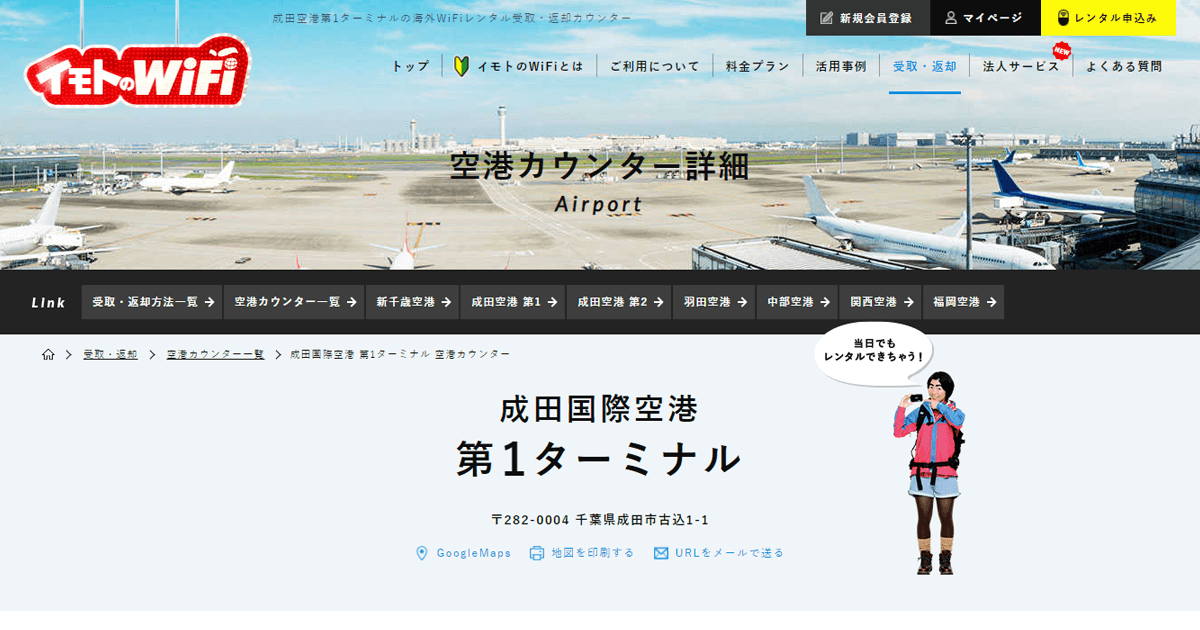 成田空港第1ターミナルの海外WiFiレンタル受取・返却カウンター
新規会員登録
マイページ
レンタル申込み
イモトのWiFi
トップ
イモトのWiFiとは
ご利用について
料金プラン
活用事例
受取・返却
法人サービス
NEW
よくある質問
空港カウンター詳細
Airport
Link
受取・返却方法一覧
空港カウンター一覧
新千歳空港
成田空港 第1
成田空港 第2
羽田空港
中部空港
関西空港
福岡空港
受取・返却
空港カウンター一覧
成田国際空港 第1ターミナル 空港カウンター
当日でも
レンタルできちゃう!
成田国際空港
第1ターミナル
〒282-0004 千葉県成田市古込1-1
GoogleMaps
地図を印刷する
URLをメールで送る